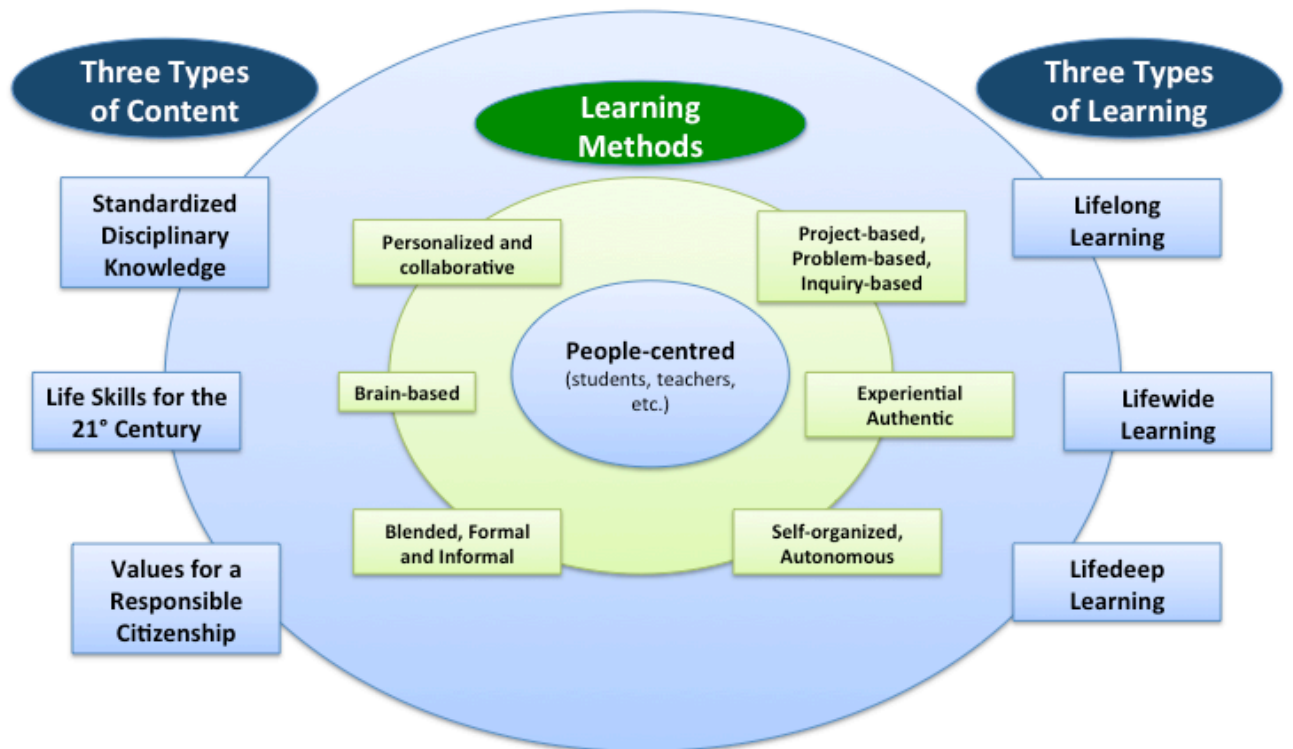 Three Types
of Content
Learning
Methods
Three Types
of Learning
Standardized
Disciplinary
Knowledge
Life Skills for the
21° Century
Values for a
Responsible
Citizenship
Personalized and
collaborative
Brain-based
Blended, Formal
and Informal
People-centred
(students, teachers,
etc.)
Project-based,
Problem-based,
Inquiry-based
Experiential
Authentic
Self-organized,
Autonomous
Lifelong
Learning
Lifewide
Learning
Lifedeep
Learning